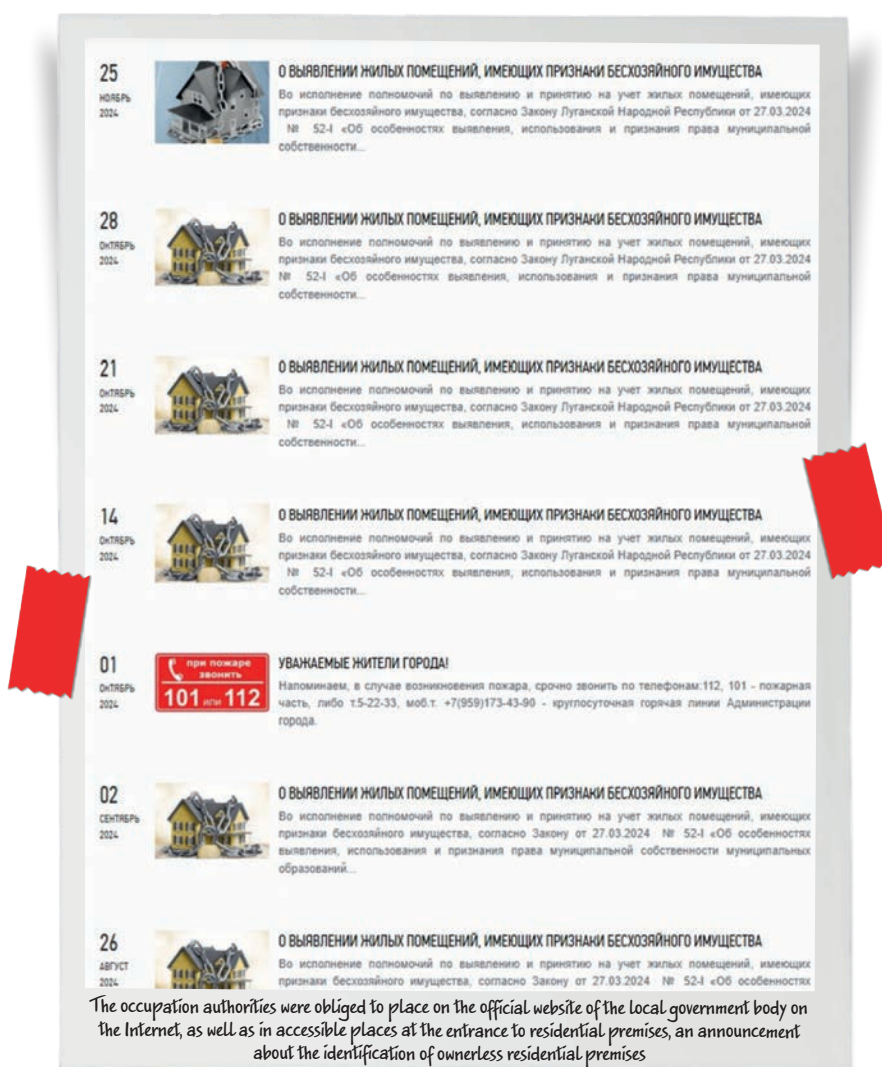 25
НОЯБРЬ
2024
О ВЫЯВЛЕНИИ ЖИЛЫХ ПОМЕЩЕНИЙ, ИМЕЮЩИХ ПРИЗНАКИ БЕСХОЗЯЙНОГО ИМУЩЕСТВА
Во исполнение полномочий по выявлению и принятию на учет жилых помещений, имеющих
признаки бесхозяйного имущества, согласно Закону Луганской Народной Республики от 27.03.2024
№ 52-I «Об особенностях выявления, использования и признания права муниципальной
собственности...
28
ОКТЯБРЬ
2024
О ВЫЯВЛЕНИИ ЖИЛЫХ ПОМЕЩЕНИЙ, ИМЕЮЩИХ ПРИЗНАКИ БЕСХОЗЯЙНОГО ИМУЩЕСТВА
Во исполнение полномочий по выявлению и принятию на учет жилых помещений, имеющих
признаки бесхозяйного имущества, согласно Закону Луганской Народной Республики от 27.03.2024
№ 52-I «Об особенностях выявления, использования и признания права муниципальной
собственности...
21
ОКТЯБРЬ
2024
О ВЫЯВЛЕНИИ ЖИЛЫХ ПОМЕЩЕНИЙ, ИМЕЮЩИХ ПРИЗНАКИ БЕСХОЗЯЙНОГО ИМУЩЕСТВА
Во исполнение полномочий по выявлению и принятию на учет жилых помещений, имеющих
признаки бесхозяйного имущества, согласно Закону Луганской Народной Республики от 27.03.2024
№ 52-I «Об особенностях выявления, использования и признания права муниципальной
собственности...
14
ОКТЯБРЬ
2024
О ВЫЯВЛЕНИИ ЖИЛЫХ ПОМЕЩЕНИЙ, ИМЕЮЩИХ ПРИЗНАКИ БЕСХОЗЯЙНОГО ИМУЩЕСТВА
Во исполнение полномочий по выявлению и принятию на учет жилых помещений, имеющих
признаки бесхозяйного имущества, согласно Закону Луганской Народной Республики от 27.03.2024
№ 52-I «Об особенностях выявления, использования и признания права муниципальной
собственности...
01
ОКТЯБРЬ
2024
при пожаре
звонить
101 или 112
УВАЖАЕМЫЕ ЖИТЕЛИ ГОРОДА!
Напоминаем, в случае возникновения пожара, срочно звонить по телефонам:112, 101 - пожарная
часть, либо т.5-22-33, моб.т. +7(959)173-43-90 - круглосуточная горячая линии Администрации
города.
02
СЕНТЯБРЬ
2024
О ВЫЯВЛЕНИИ ЖИЛЫХ ПОМЕЩЕНИЙ, ИМЕЮЩИХ ПРИЗНАКИ БЕСХОЗЯЙНОГО ИМУЩЕСТВА
Во исполнение полномочий по выявлению и принятию на учет жилых помещений, имеющих
признаки бесхозяйного имущества, согласно Закону от 27.03.2024 № 52-I «Об особенностях
выявления, использования и признания права муниципальной собственности муниципальных
образований...
26
АВГУСТ
2024
О ВЫЯВЛЕНИИ ЖИЛЫХ ПОМЕЩЕНИЙ, ИМЕЮЩИХ ПРИЗНАКИ БЕСХОЗЯЙНОГО ИМУЩЕСТВА
Во исполнение полномочий по выявлению и принятию на учет жилых помещений, имеющих
признаки бесхозяйного имущества, согласно Закону от 27.03.2024 № 52-I «Об особенностях
The occupation authorities were obliged to place on the official website of the local government body on
the Internet, as well as in accessible places at the entrance to residential premises, an announcement
about the identification of ownerless residential premises